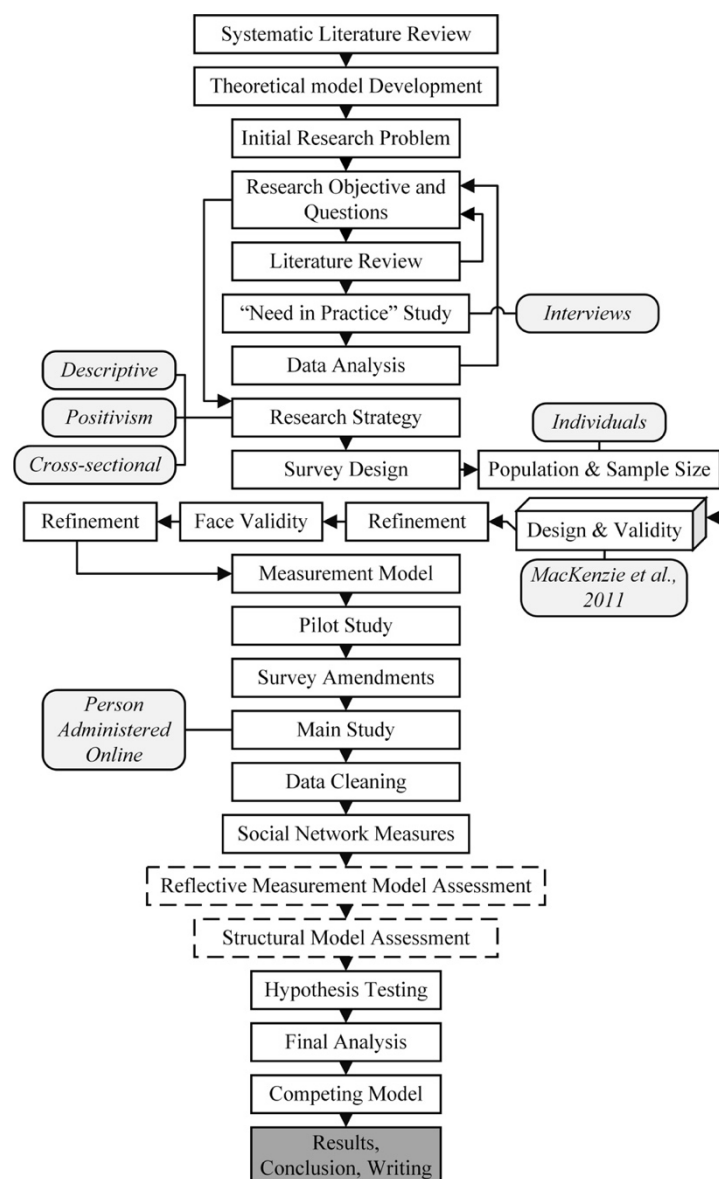 Systematic Literature Review
Theoretical model Development
Initial Research Problem
Research Objective and
Questions
Literature Review
“Need in Practice” Study
Interviews
Data Analysis
Descriptive
Positivism
Cross-sectional
Research Strategy
Individuals
Survey Design
Population & Sample Size
Refinement
Face Validity
Refinement
Design & Validity
MacKenzie et al.,
2011
Measurement Model
Pilot Study
Survey Amendments
Person
Administered
Online
Main Study
Data Cleaning
Social Network Measures
Reflective Measurement Model Assessment
Structural Model Assessment
Hypothesis Testing
Final Analysis
Competing Model
Results,
Conclusion, Writing